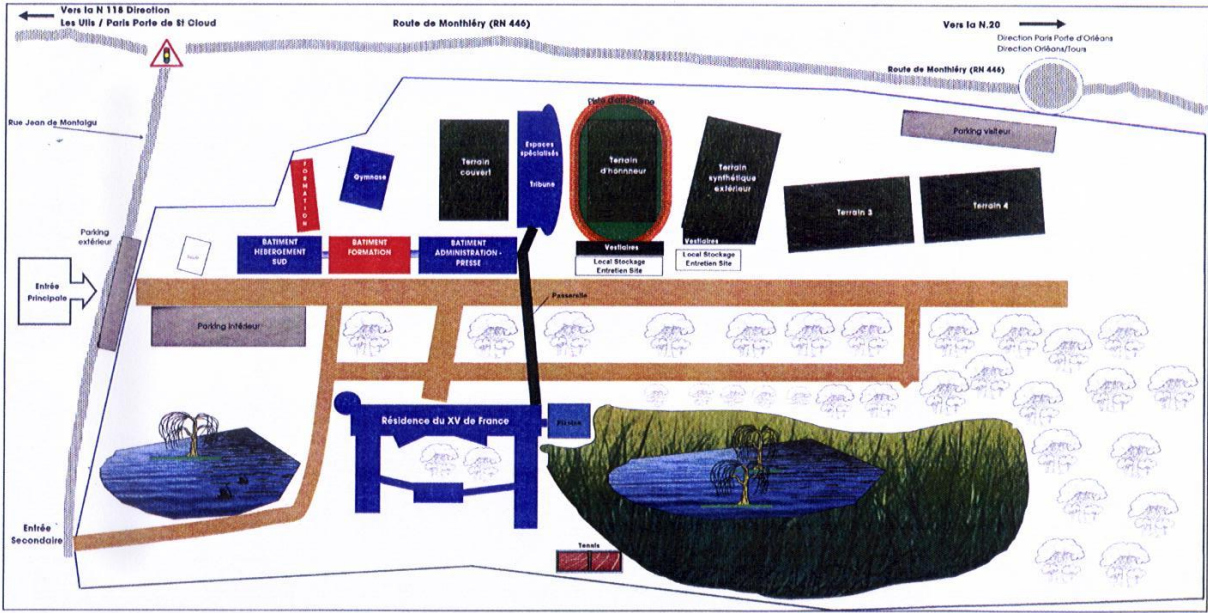 Vers la N 118 Direction
Les Ulis / Paris Porte de St Cloud
Route de Monthléry (RN 446)
Vers la N.20
Direction Paris Porte d'Orléans
Direction Orléans/Tours
Route de Monthléry (RN 446)
Rue Jean de Montaigu
Parking visiteur
Piste d'athlétisme
Espaces
spécialisés
Tribune
Terrain
couvert
Terrain
d'honnneur
Terrain
synthétique
extérieur
Gymnase
FORMATION
Terrain 3
Terrain 4
Parking
extérieur
BATIMENT
HEBERGEMENT
SUD
BATIMENT
FORMATION
BATIMENT
ADMINISTRATION -
PRESSE
Vestiaires
Local Stockage
Entretien Site
Vestiaires
Local Stockage
Entretien Site
Entrée
Principale
Passerelle
Parking intérieur
Résidence du XV de France
Piscine
Entrée
Secondaire
Tennis